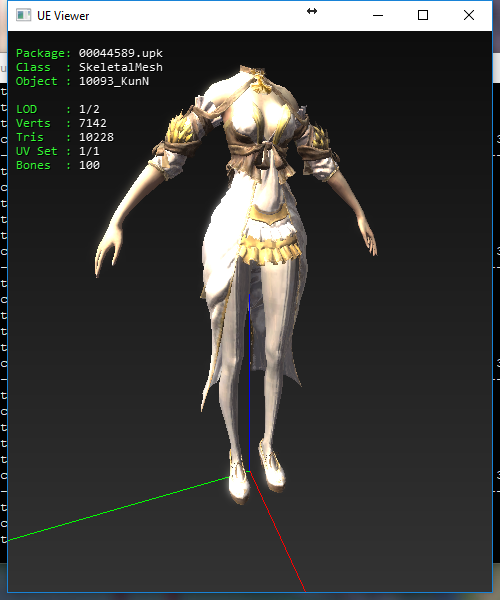 UE Viewer
Package: 00044589.upk
Class  : SkeletalMesh
Object : 10093_KunN
LOD    : 1/2
Verts  : 7142
Tris   : 10228
UV Set : 1/1
Bones  : 100